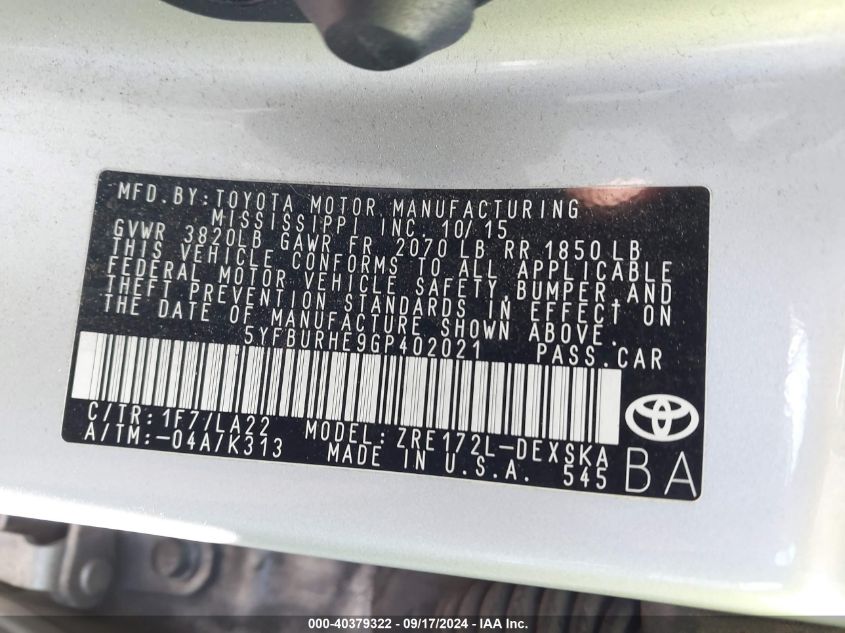 MFD.BY:TOYOTA MOTOR MANUFACTURING
MISSISSIPPI INC. 10/15
GVWR 3820LB GAWR FR 2070 LB RR 1850 LB
THIS VEHICLE CONFORMS TO ALL APPLICABLE
FEDERAL MOTOR VEHICLE SAFETY,BUMPER,AND
THEFT PREVENTION STANDARDS IN EFFECT ON
THE DATE OF MANUFACTURE SHOWN ABOVE.
5YFBURHE9GP402021 PASS.CAR
C/TR:1F7/LA22
A/TM:-04A/K313 MODEL:ZRE172L-DEXSKA
MADE IN U.S.A. 545
BA
000-40379322 / 09/17/2024 - IAA Inc.